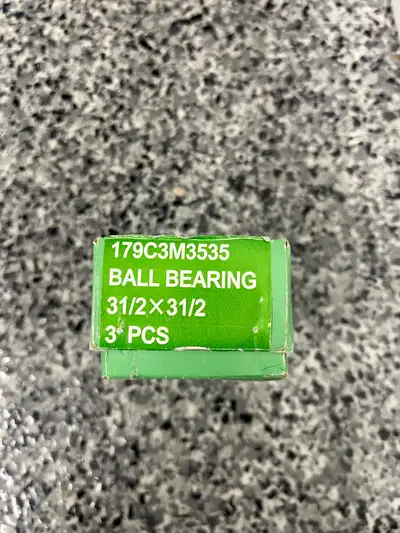 179C3M3535
BALL BEARING
31/2×31/2
3 PCS